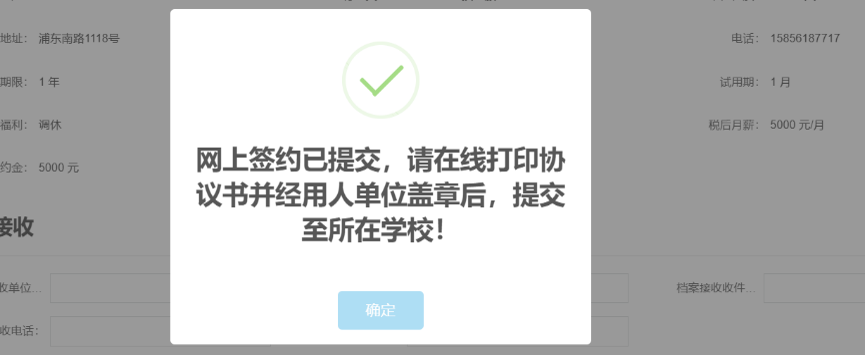 地址： 浦东南路1118号
电话： 15856187717
期限： 1 年
试用期： 1 月
福利： 调休
税后月薪： 5000 元/月
约金： 5000 元
网上签约已提交，请在线打印协
议书并经用人单位盖章后，提交
至所在学校！
接收
收单位...
档案接收收件...
确定
收电话：